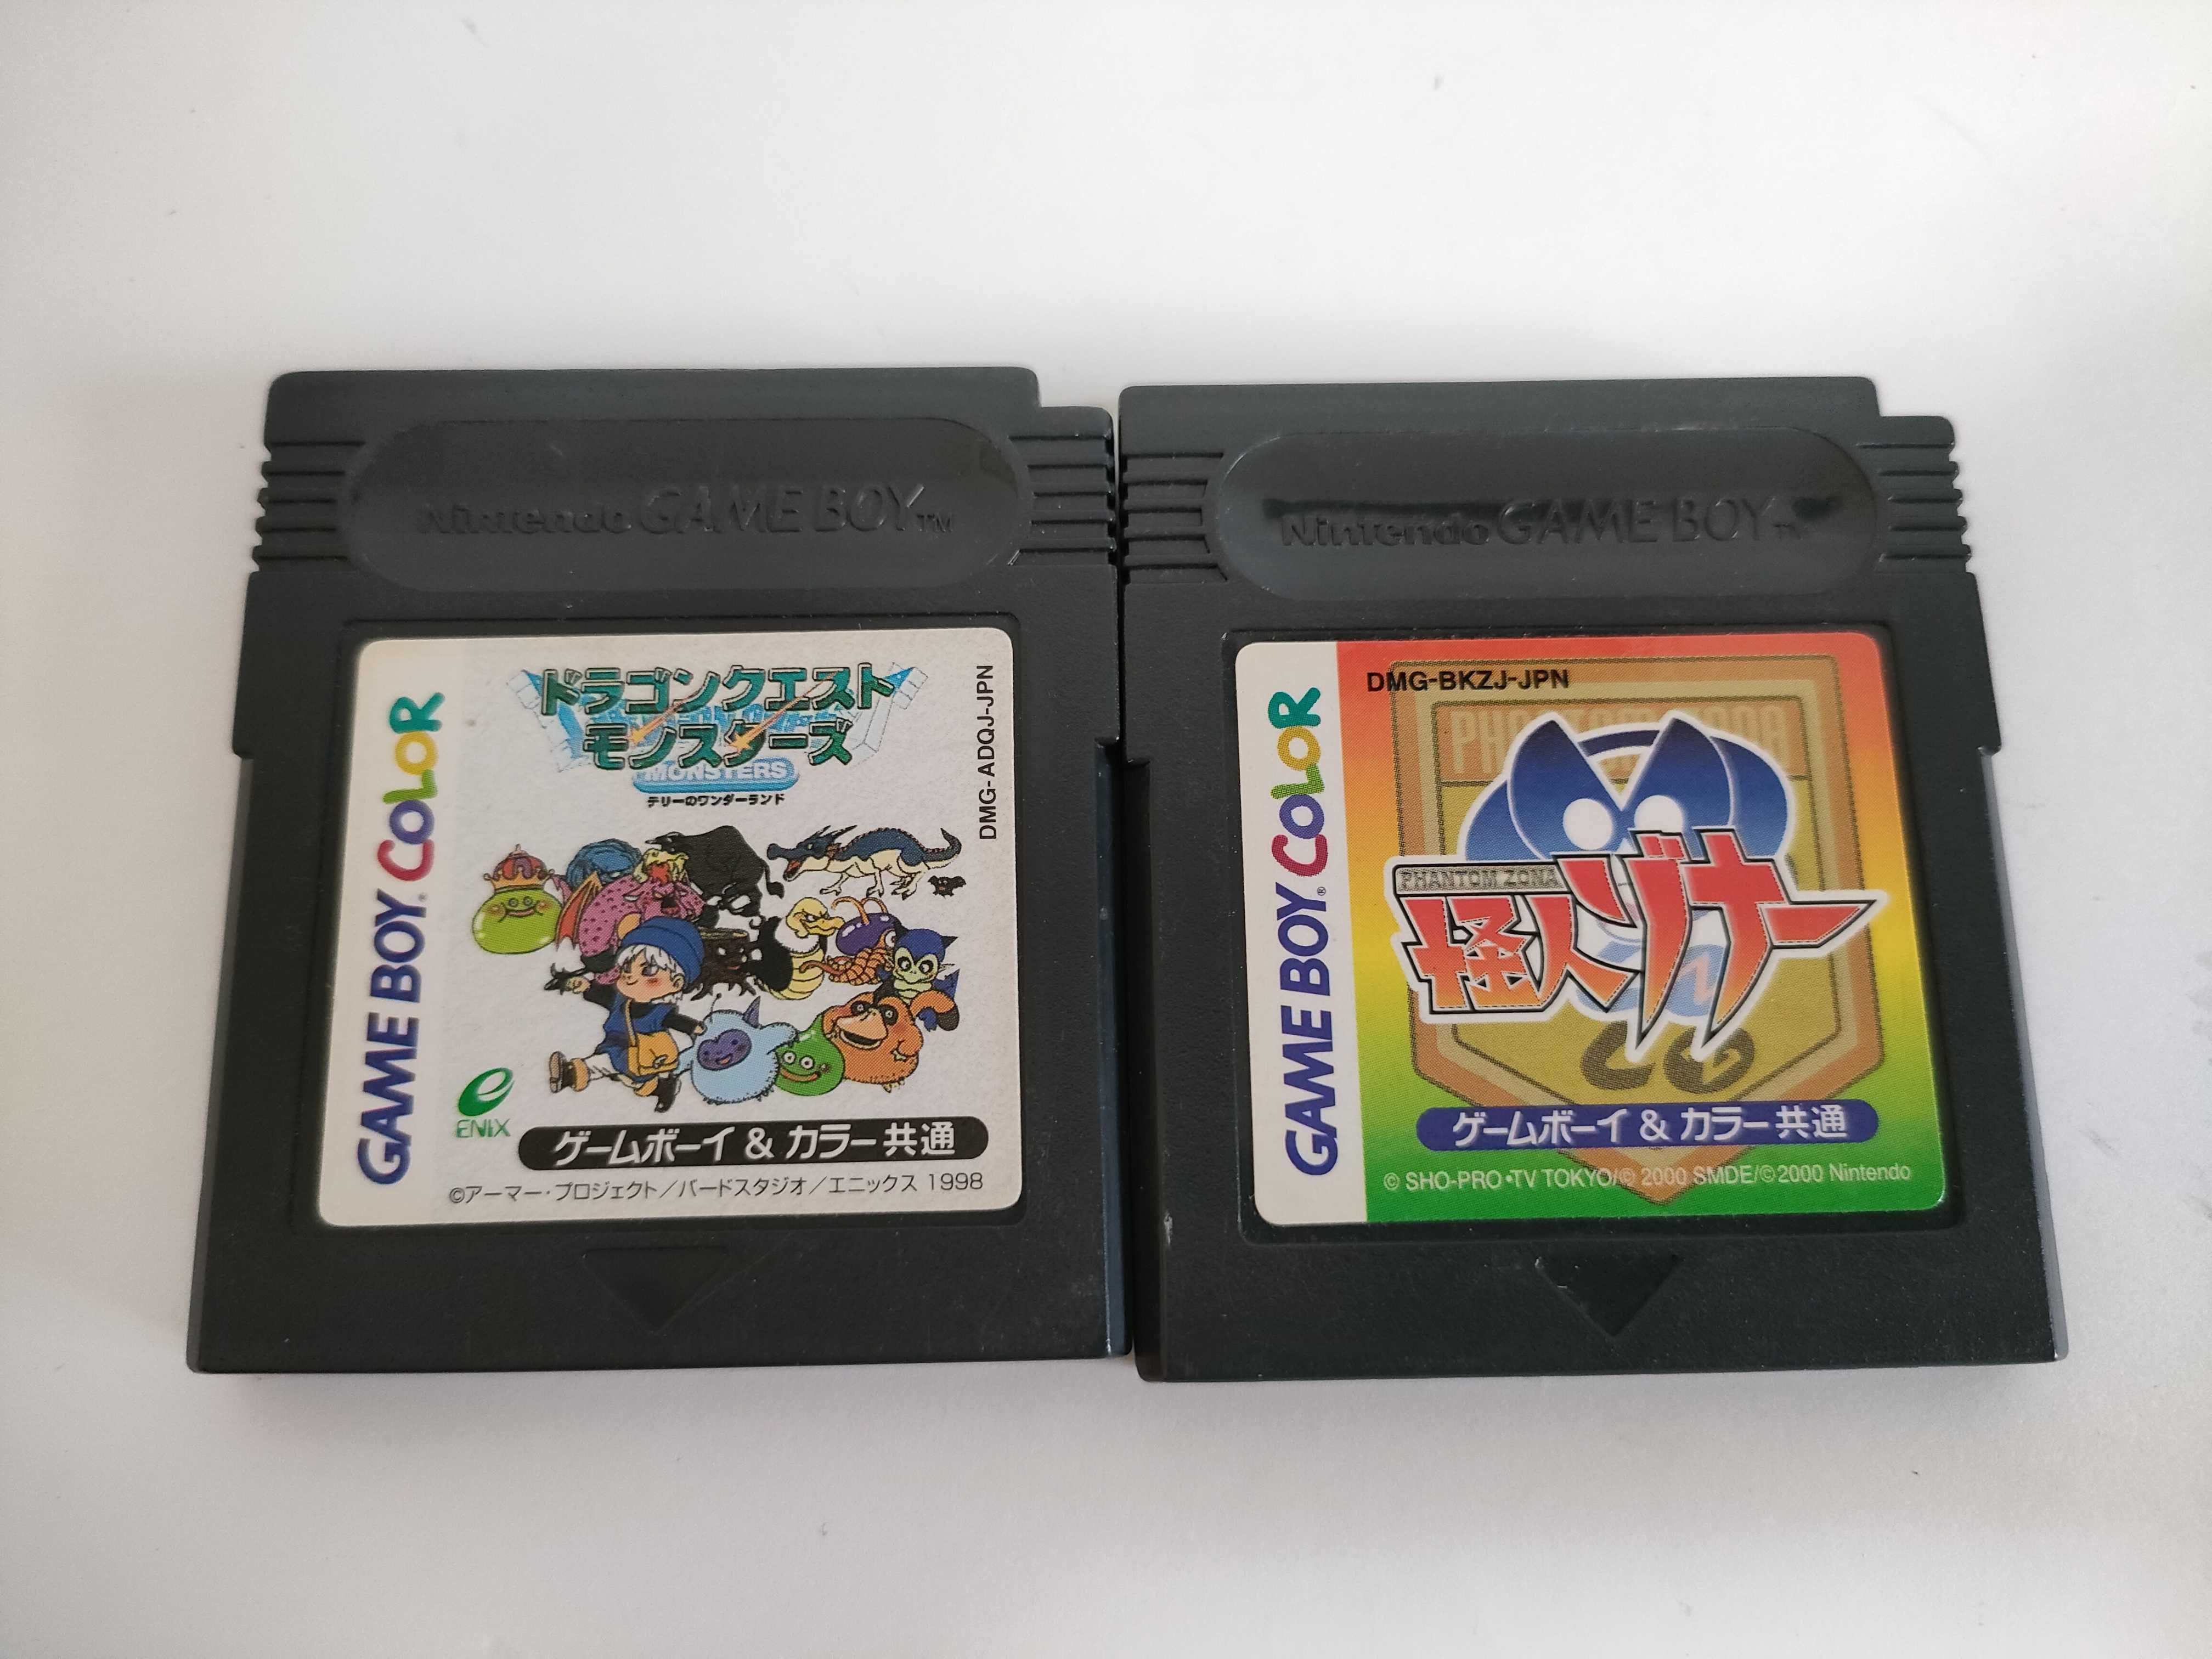 Nintendo GAME BOY TM
GAME BOY COLOR
ドラゴンクエスト
モンスターズ
MONSTERS
テリーのワンダーランド
DMG-ADQJ-JPN
ENIX
ゲームボーイ & カラー共通
©アーマー・プロジェクト／バードスタジオ／エニックス 1998
Nintendo GAME BOY TM
GAME BOY® COLOR
DMG-BKZJ-JPN
PHANTOM ZONA
怪人ゾナー
CO
ゲームボーイ & カラー共通
© SHO-PRO・TV TOKYO/© 2000 SMDE/© 2000 Nintendo